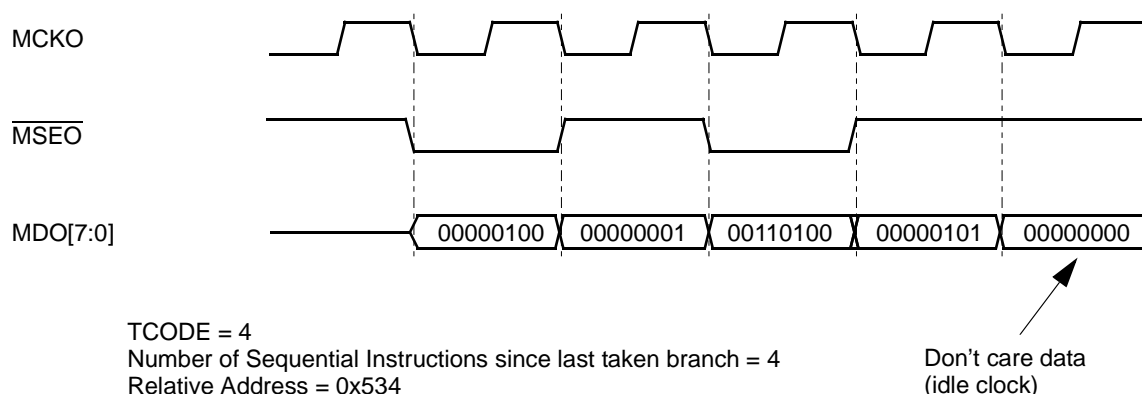 MCKO
MSEO
MDO[7:0]
00000100 00000001 00110100 00000101 00000000
TCODE = 4
Number of Sequential Instructions since last taken branch = 4
Relative Address = 0x534
Don't care data
(idle clock)